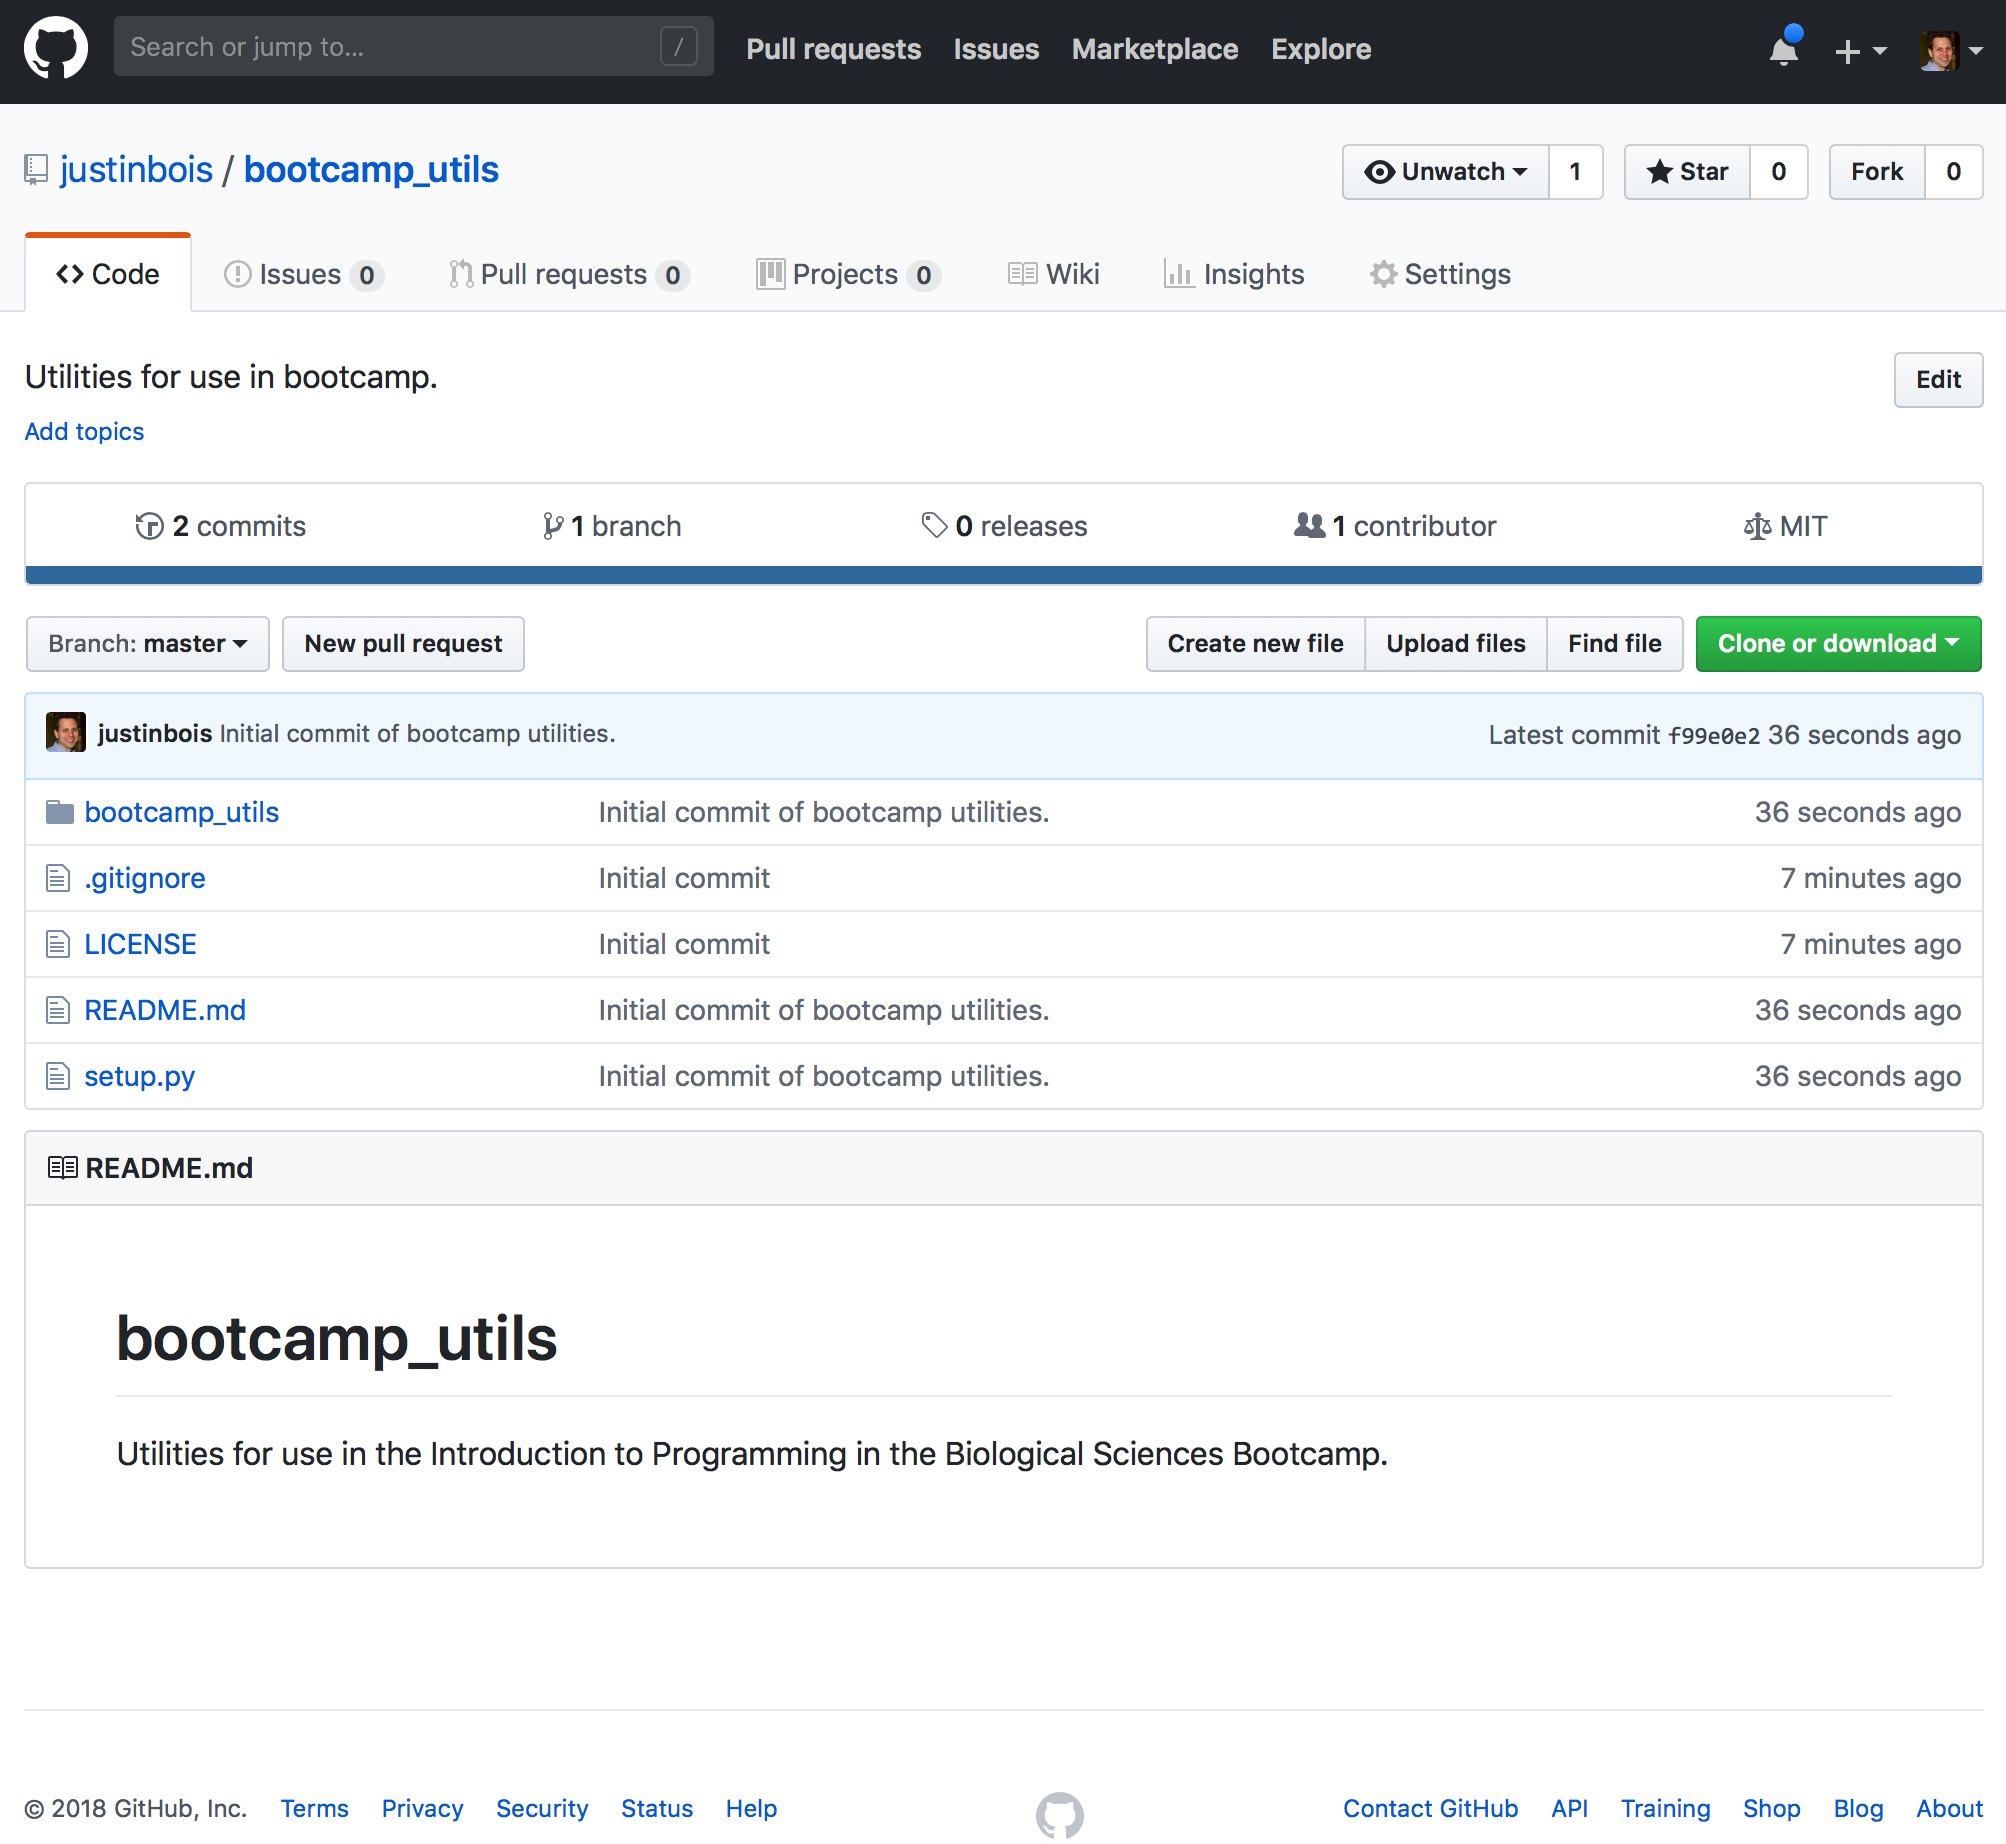 Search or jump to... / Pull requests Issues Marketplace Explore
justinbois / bootcamp_utils Unwatch 1 Star 0 Fork 0
Code Issues 0 Pull requests 0 Projects 0 Wiki Insights Settings
Utilities for use in bootcamp. Edit
Add topics
2 commits 1 branch 0 releases 1 contributor MIT
Branch: master New pull request Create new file Upload files Find file Clone or download
justinbois Initial commit of bootcamp utilities. Latest commit f99e0e2 36 seconds ago
bootcamp_utils Initial commit of bootcamp utilities. 36 seconds ago
.gitignore Initial commit 7 minutes ago
LICENSE Initial commit 7 minutes ago
README.md Initial commit of bootcamp utilities. 36 seconds ago
setup.py Initial commit of bootcamp utilities. 36 seconds ago
README.md
bootcamp_utils
Utilities for use in the Introduction to Programming in the Biological Sciences Bootcamp.
© 2018 GitHub, Inc. Terms Privacy Security Status Help Contact GitHub API Training Shop Blog About